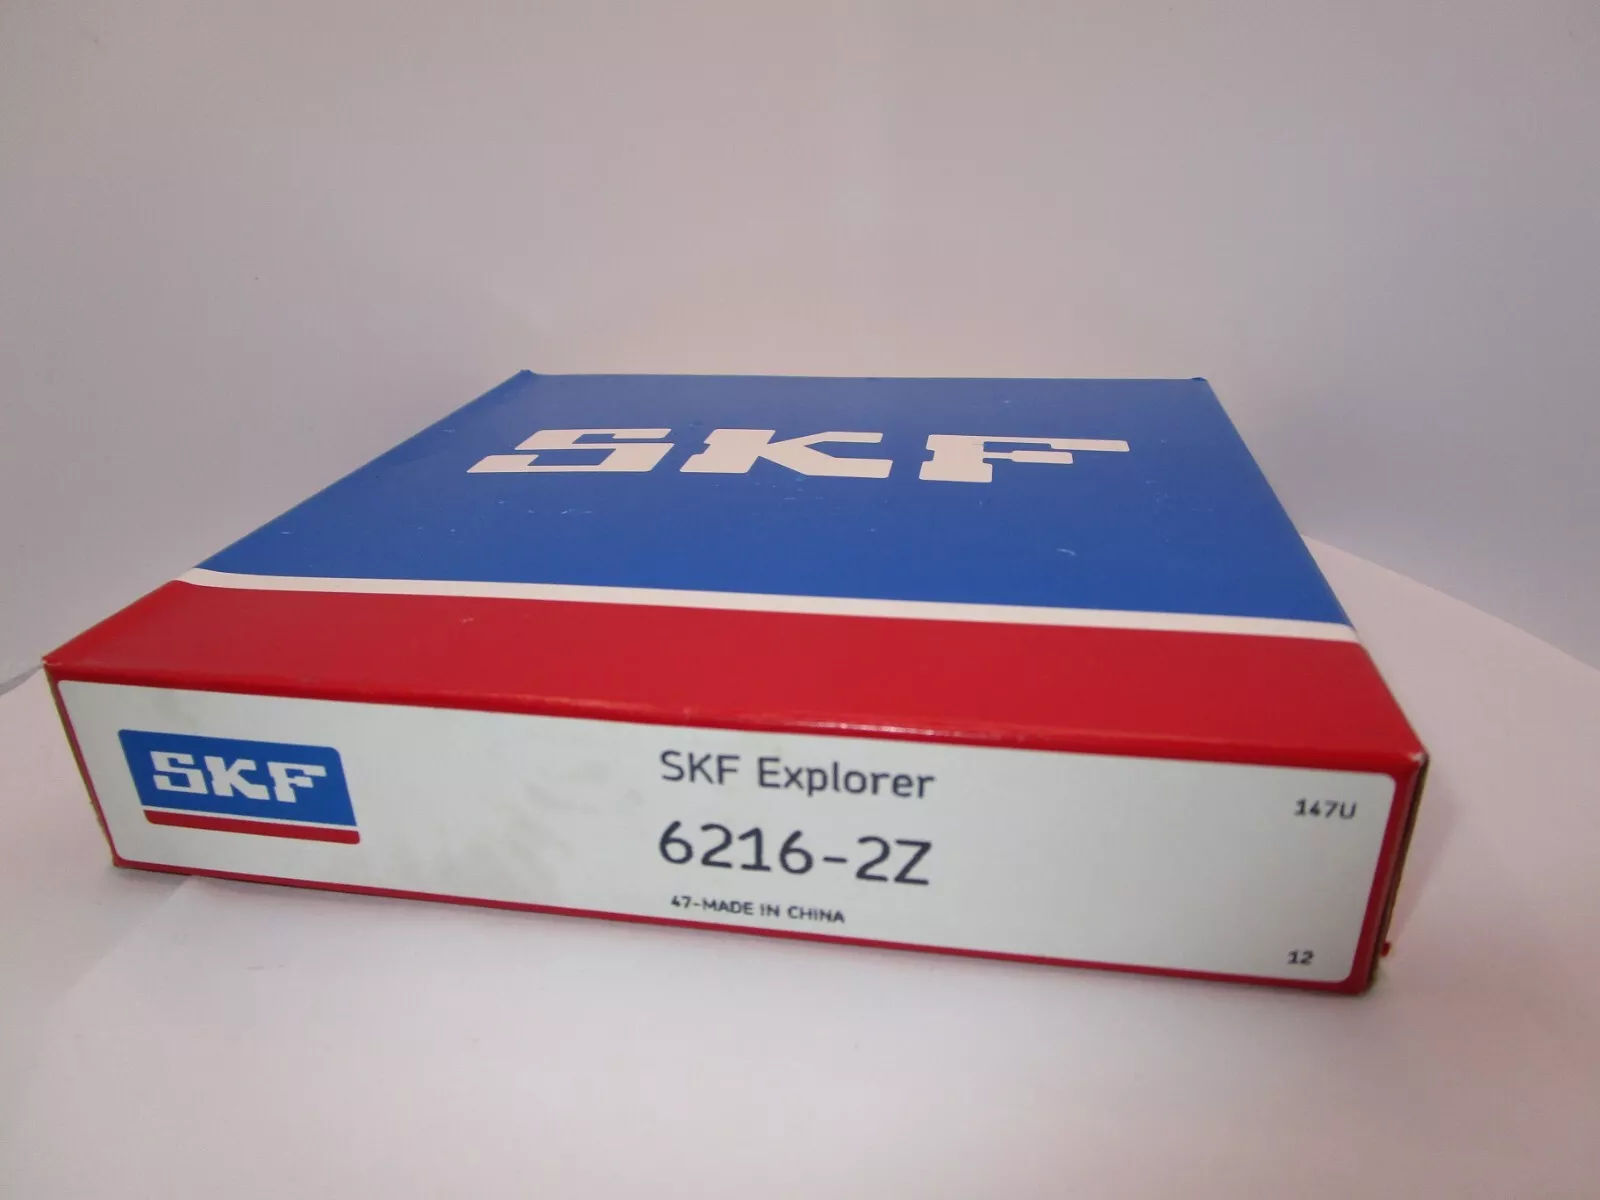 SKF
SKF
SKF Explorer
147U
6216-2Z
47-MADE IN CHINA
12